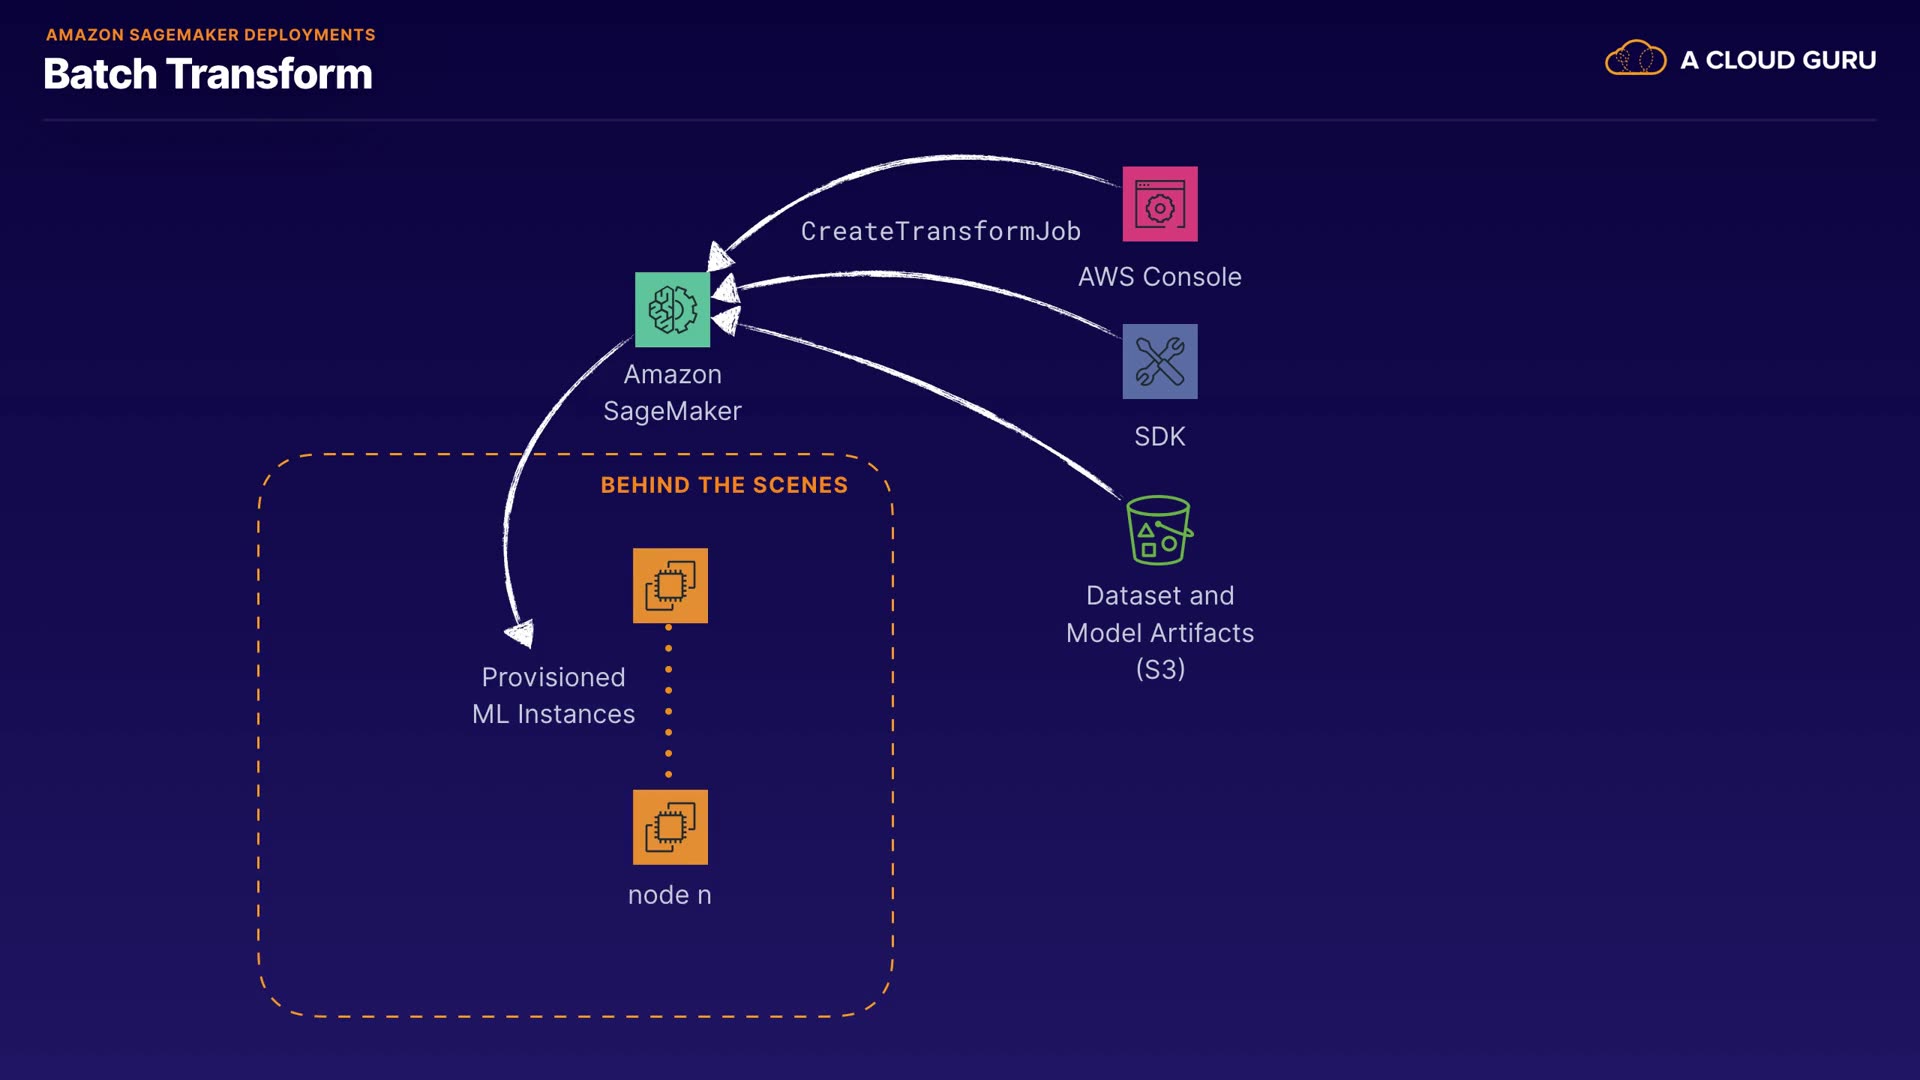 AMAZON SAGEMAKER DEPLOYMENTS
Batch Transform
A CLOUD GURU
CreateTransformJob
AWS Console
Amazon
SageMaker
SDK
BEHIND THE SCENES
Dataset and
Model Artifacts
(S3)
Provisioned
ML Instances
node n